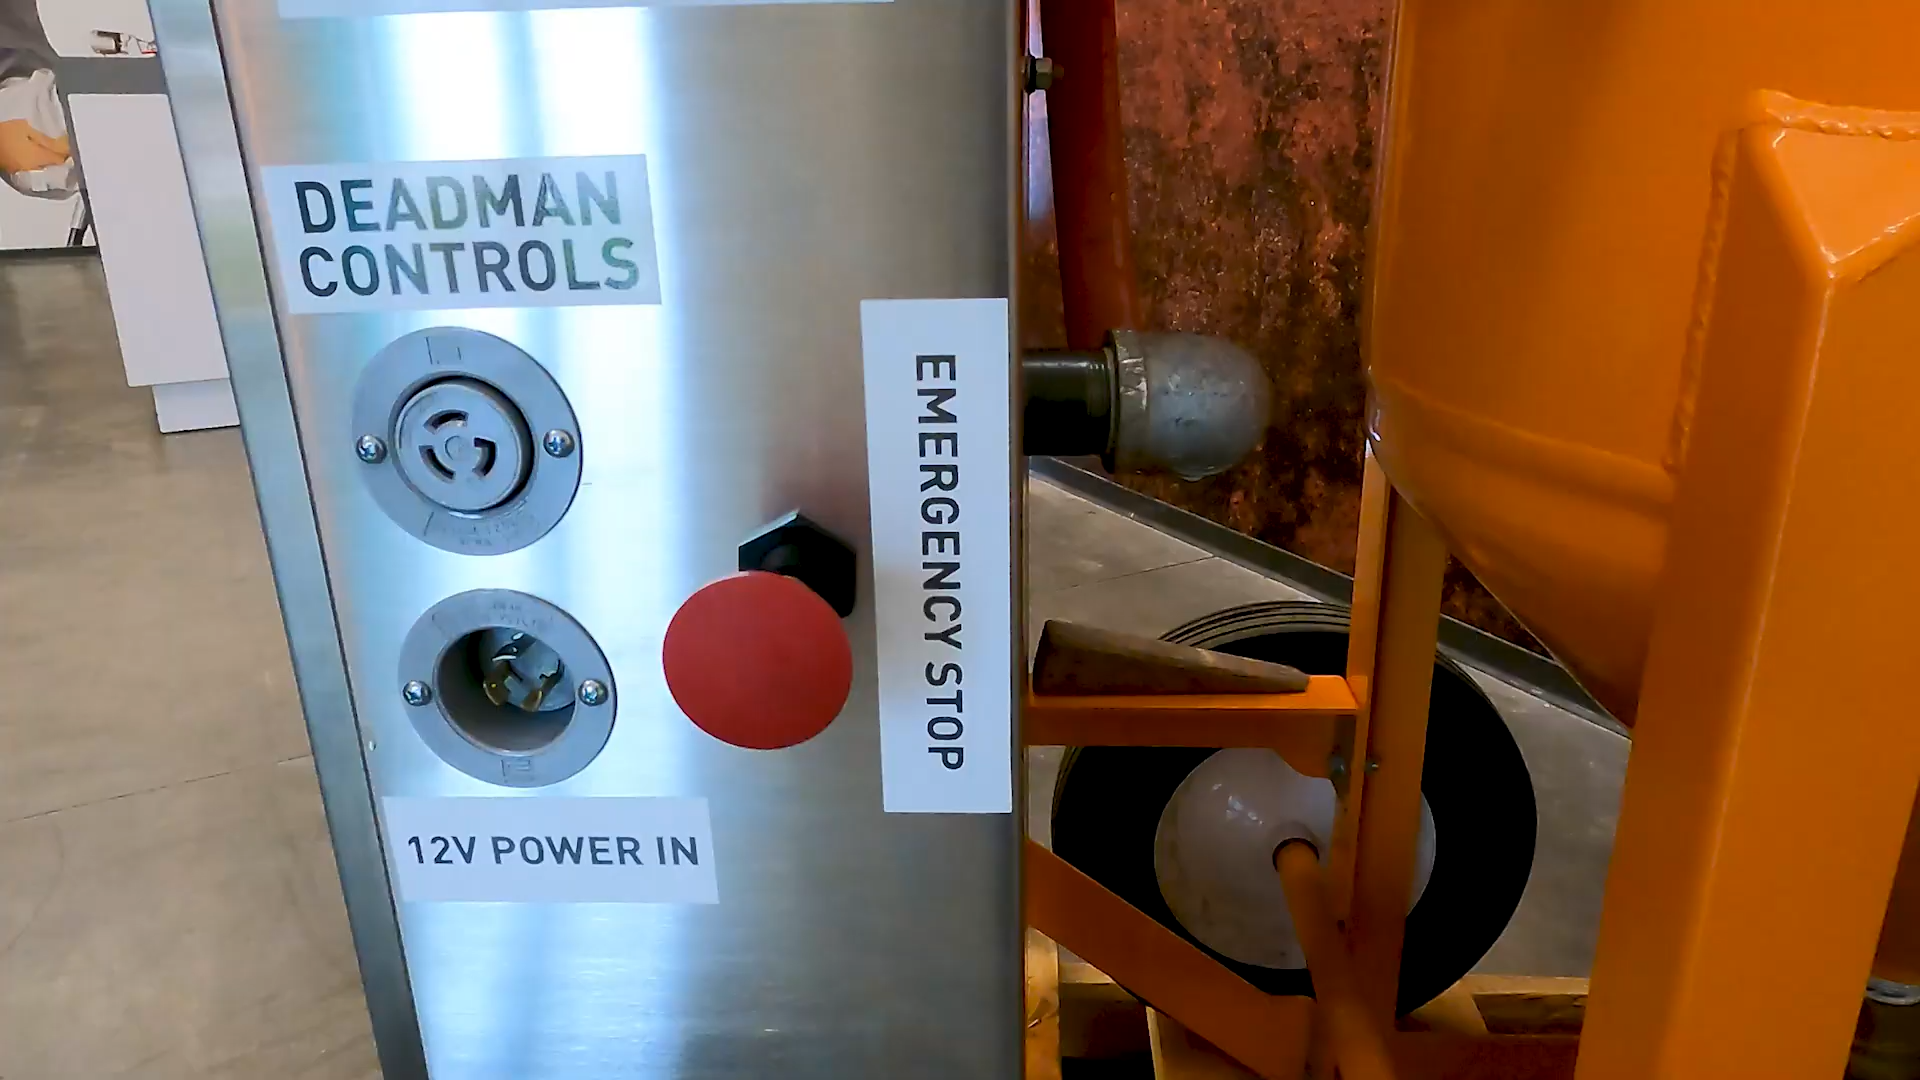 DEADMAN
CONTROLS
EMERGENCY STOP
12V POWER IN